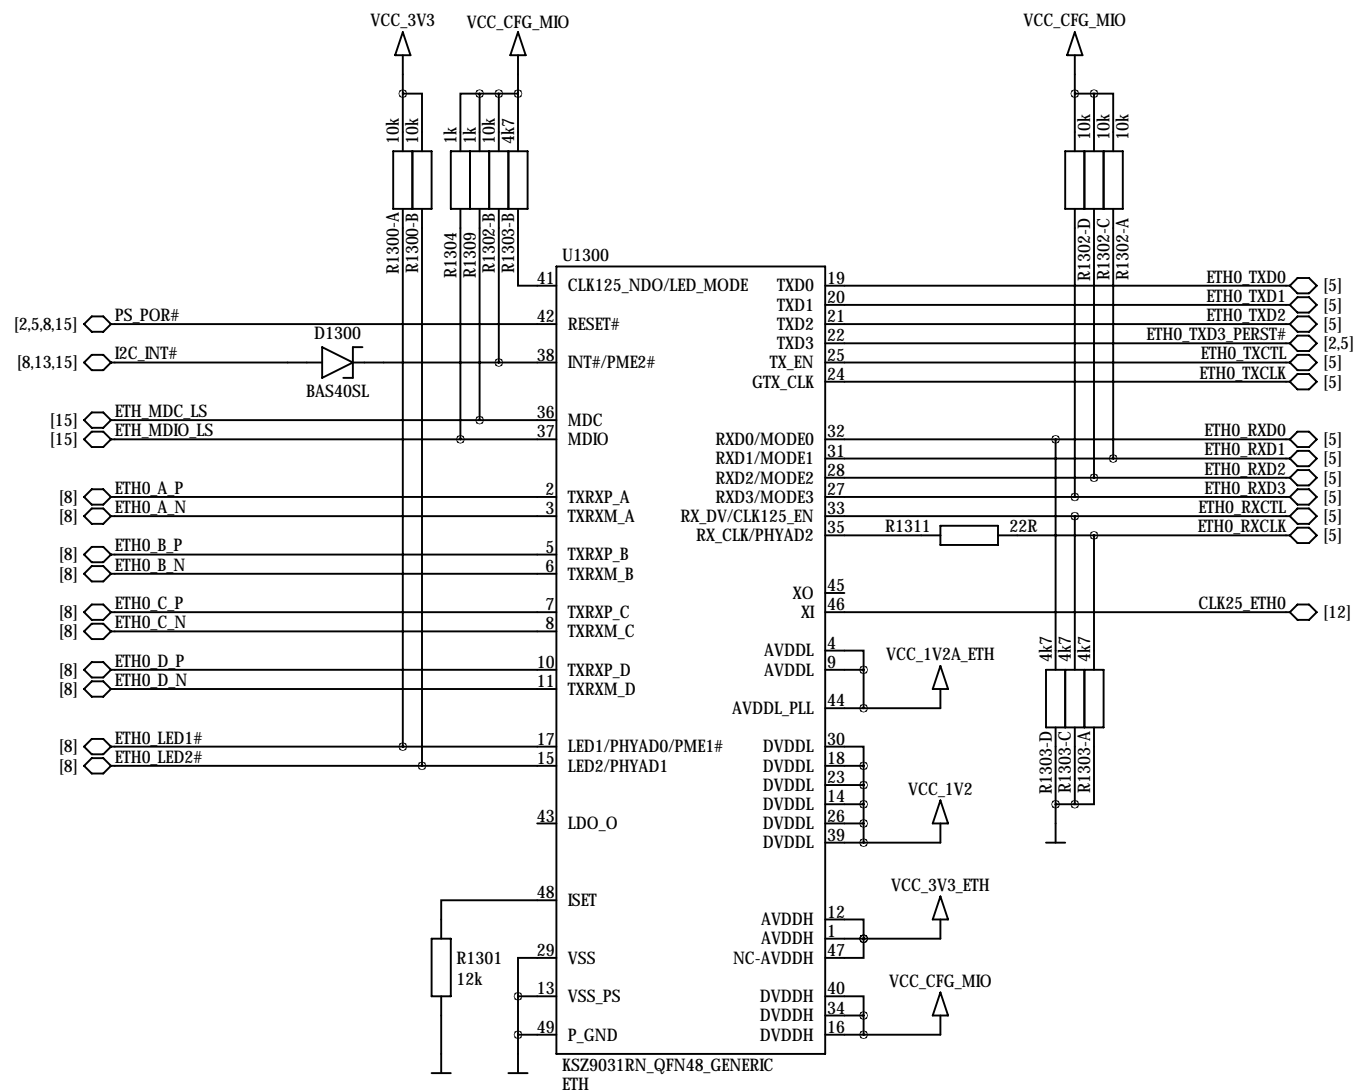 VCC_3V3
VCC_CFG_MIO
VCC_CFG_MIO
10k
10k
1k
1k
10k
4k7
10k
10k
10k
R1300-A
R1300-B
R1304
R1309
R1302-B
R1303-B
R1302-D
R1302-C
R1302-A
U1300
41 CLK125_NDO/LED_MODE
[2,5,8,15] PS_POR# 42 RESET#
D1300
[8,13,15] I2C_INT# 38 INT#/PME2#
BAS40SL
[15] ETH_MDC_LS 36 MDC
[15] ETH_MDIO_LS 37 MDIO
[8] ETH0_A_P 2 TXRXP_A
[8] ETH0_A_N 3 TXRXM_A
[8] ETH0_B_P 5 TXRXP_B
[8] ETH0_B_N 6 TXRXM_B
[8] ETH0_C_P 7 TXRXP_C
[8] ETH0_C_N 8 TXRXM_C
[8] ETH0_D_P 10 TXRXP_D
[8] ETH0_D_N 11 TXRXM_D
[8] ETH0_LED1# 17 LED1/PHYAD0/PME1#
[8] ETH0_LED2# 15 LED2/PHYAD1
43 LDO_O
48 ISET
R1301
12k
29 VSS
13 VSS_PS
49 P_GND
TXD0 19 ETH0_TXD0 [5]
TXD1 20 ETH0_TXD1 [5]
TXD2 21 ETH0_TXD2 [5]
TXD3 22 ETH0_TXD3_PERST# [2,5]
TX_EN 25 ETH0_TXCTL [5]
GTX_CLK 24 ETH0_TXCLK [5]
RXD0/MODE0 32 ETH0_RXD0 [5]
RXD1/MODE1 31 ETH0_RXD1 [5]
RXD2/MODE2 28 ETH0_RXD2 [5]
RXD3/MODE3 27 ETH0_RXD3 [5]
RX_DV/CLK125_EN 33 ETH0_RXCTL [5]
RX_CLK/PHYAD2 35 R1311 22R ETH0_RXCLK [5]
XO 45
XI 46 CLK25_ETH0 [12]
4k7
4k7
4k7
R1303-D
R1303-C
R1303-A
AVDDL 4
AVDDL 9
VCC_1V2A_ETH
AVDDL_PLL 44
DVDDL 30
DVDDL 18
DVDDL 23
DVDDL 14
DVDDL 26
DVDDL 39
VCC_1V2
VCC_3V3_ETH
AVDDH 12
AVDDH 1
NC-AVDDH 47
VCC_CFG_MIO
DVDDH 40
DVDDH 34
DVDDH 16
KSZ9031RN_QFN48_GENERIC
ETH